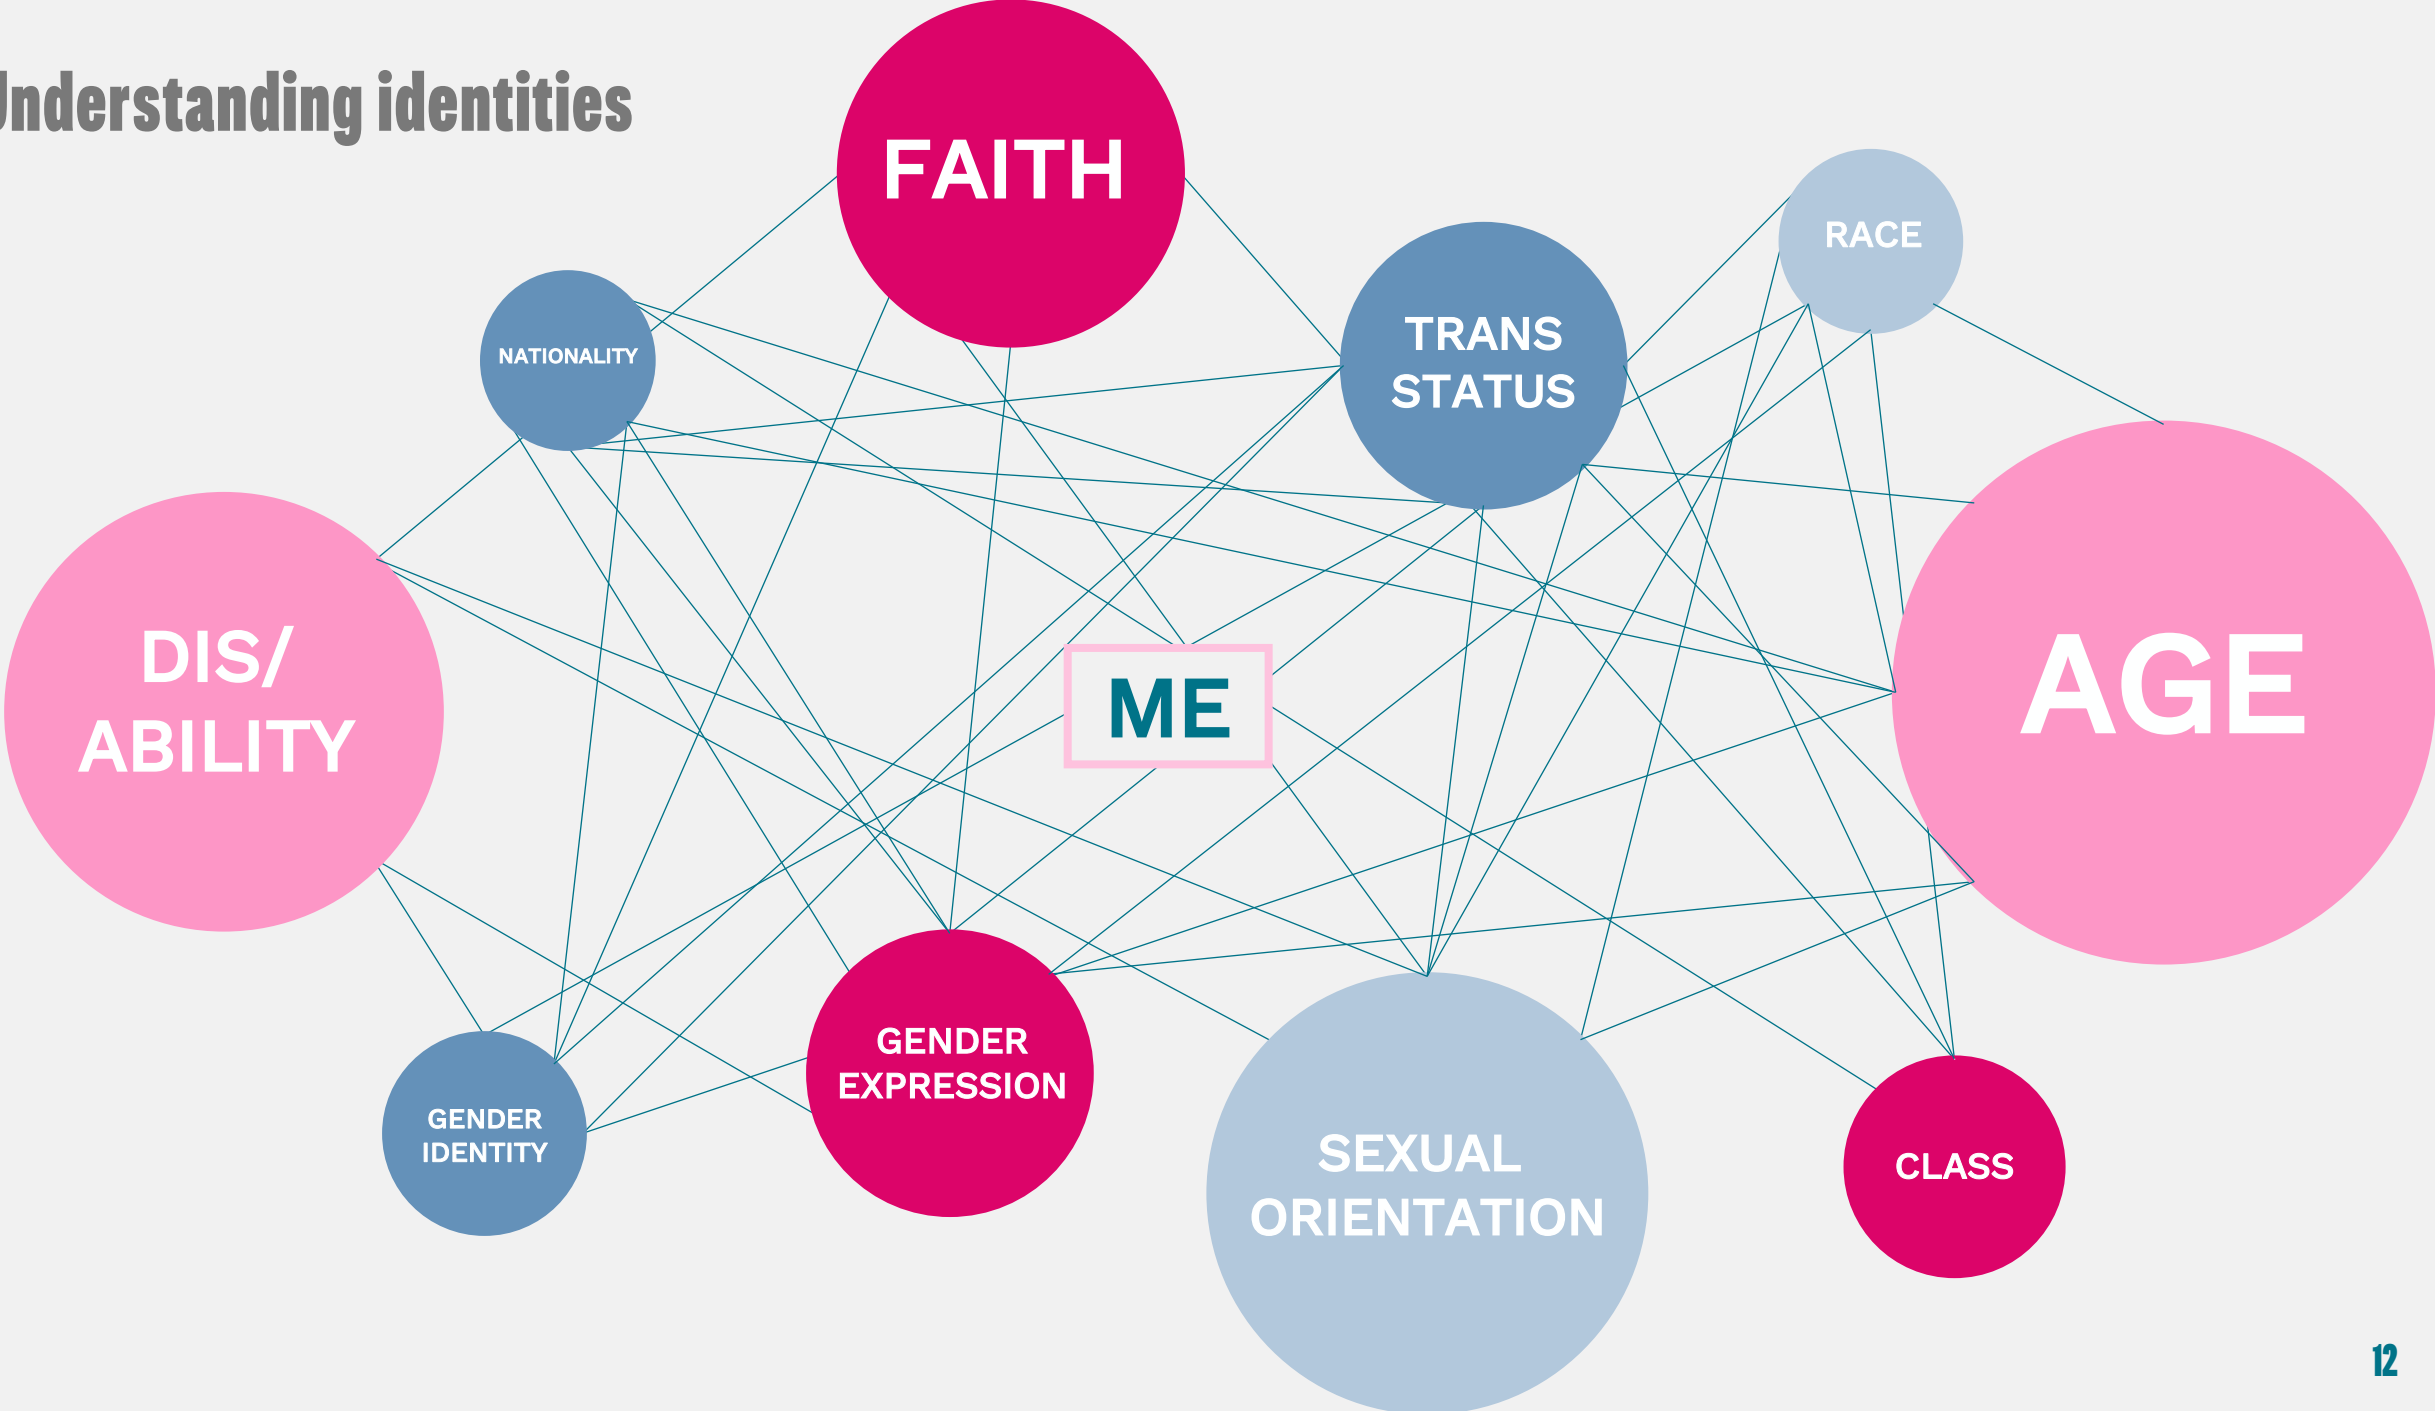 Understanding identities
FAITH
RACE
TRANS
STATUS
NATIONALITY
DIS/
ABILITY
ME
AGE
GENDER
EXPRESSION
GENDER
IDENTITY
SEXUAL
ORIENTATION
CLASS
12